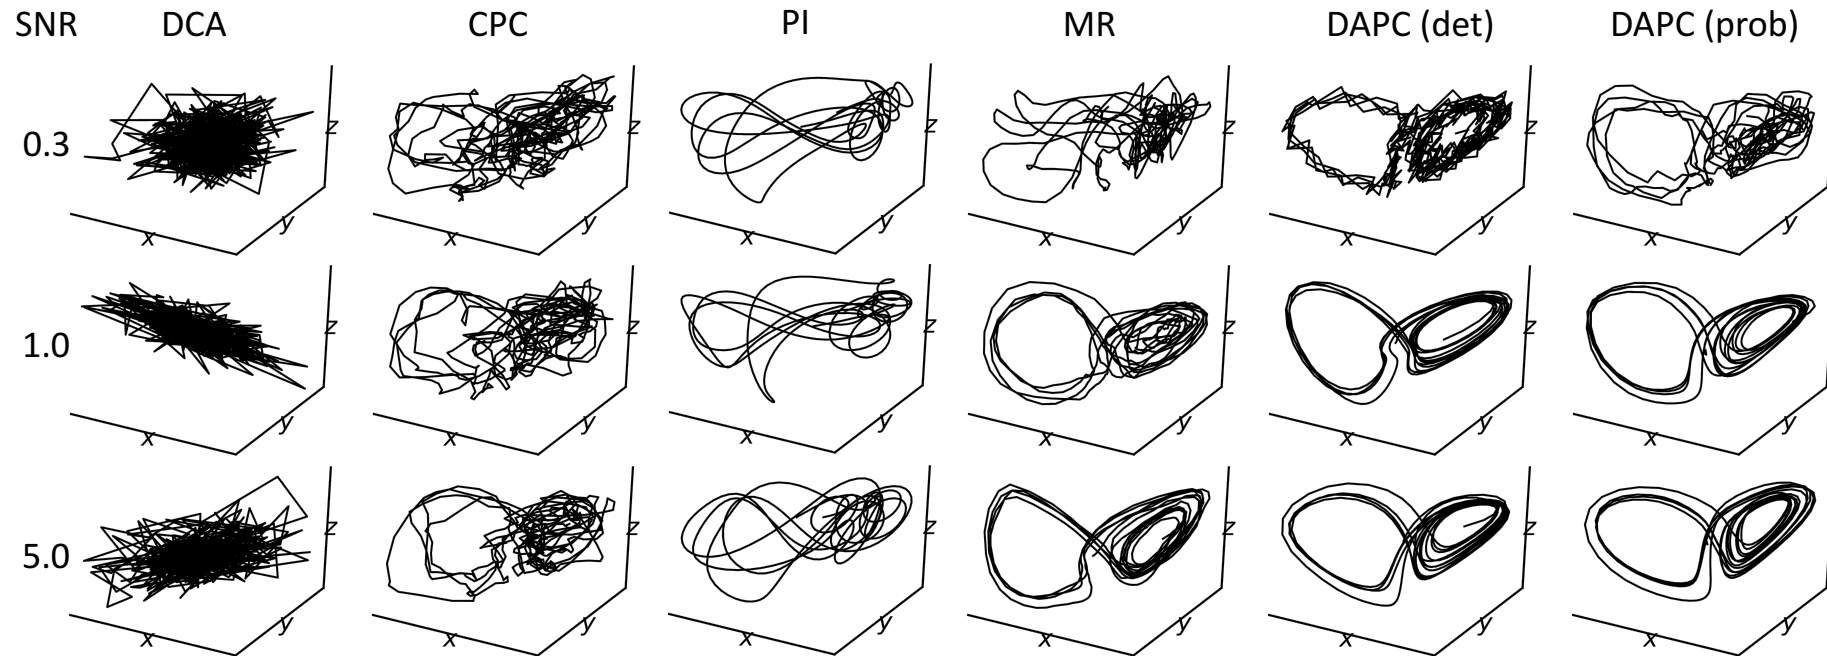 SNR DCA CPC PI MR DAPC (det) DAPC (prob)
0.3
z z z z z z
y y y y y y
x x x x x x
1.0
z z z z z z
y y y y y y
x x x x x x
5.0
z z z z z z
y y y y y y
x x x x x x